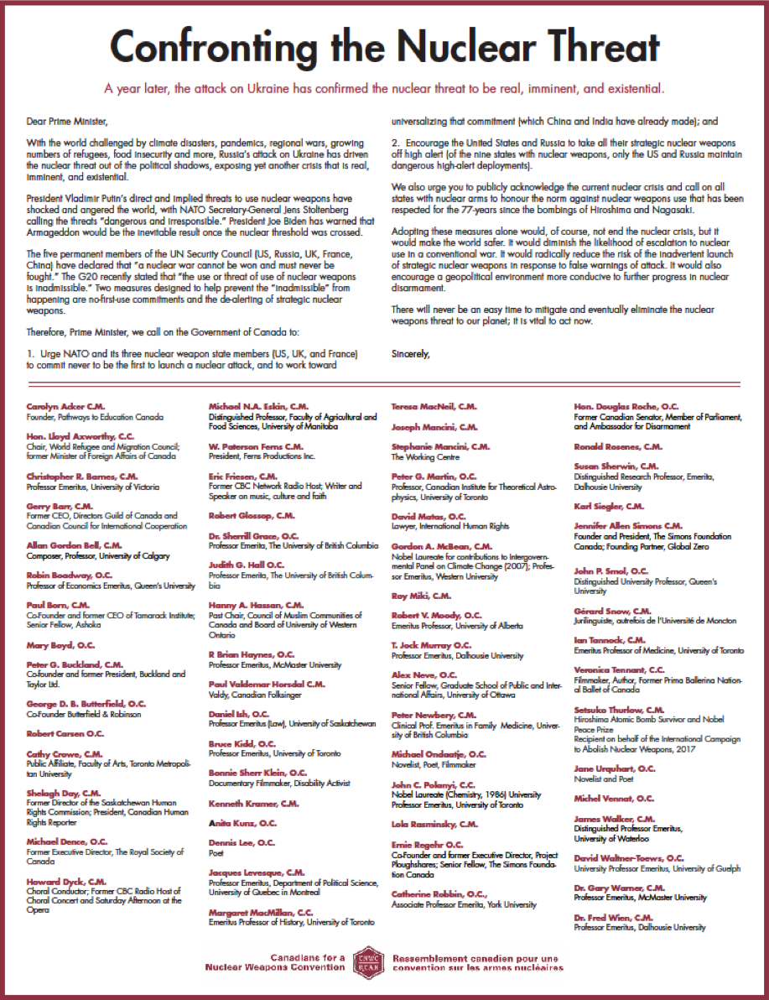 Confronting the Nuclear Threat
A year later, the attack on Ukraine has confirmed the nuclear threat to be real, imminent, and existential.
Dear Prime Minister,
With the world challenged by climate disasters, pandemics, regional wars, growing
numbers of refugees, food insecurity and more, Russia's attack on Ukraine has driven
the nuclear threat out of the political shadows, exposing yet another crisis that is real,
imminent, and existential.
President Vladimir Putin's direct and implied threats to use nuclear weapons have
shocked and angered the world, with NATO Secretary-General Jens Stoltenberg
calling the threats "dangerous and irresponsible." President Joe Biden has warned that
Armageddon would be the inevitable result once the nuclear threshold was crossed.
The five permanent members of the UN Security Council (US, Russia, UK, France,
China) have declared that "a nuclear war cannot be won and must never be
fought." The G20 recently stated that "the use or threat of use of nuclear weapons
is inadmissible." Two measures designed to help prevent the "inadmissible" from
happening are no-first-use commitments and the de-alerting of strategic nuclear
weapons.
Therefore, Prime Minister, we call on the Government of Canada to:
1. Urge NATO and its three nuclear weapon state members (US, UK, and France)
to commit never to be the first to launch a nuclear attack, and to work toward
universalizing that commitment (which China and India have already made); and
2. Encourage the United States and Russia to take all their strategic nuclear weapons
off high alert (of the nine states with nuclear weapons, only the US and Russia maintain
dangerous high-alert deployments).
We also urge you to publicly acknowledge the current nuclear crisis and call on all
states with nuclear arms to honour the norm against nuclear weapons use that has been
respected for the 77-years since the bombings of Hiroshima and Nagasaki.
Adopting these measures alone would, of course, not end the nuclear crisis, but it
would make the world safer. It would diminish the likelihood of escalation to nuclear
use in a conventional war. It would radically reduce the risk of the inadvertent launch
of strategic nuclear weapons in response to false warnings of attack. It would also
encourage a geopolitical environment more conducive to further progress in nuclear
disarmament.
There will never be an easy time to mitigate and eventually eliminate the nuclear
weapons threat to our planet; it is vital to act now.
Sincerely,
Carolyn Acker C.M.
Founder, Pathways to Education Canada
Hon. Lloyd Axworthy, C.C.
Chair, World Refugee and Migration Council;
former Minister of Foreign Affairs of Canada
Christopher R. Barnes, C.M.
Professor Emeritus, University of Victoria
Gerry Barr, C.M.
Former CEO, Directors Guild of Canada and
Canadian Council for International Cooperation
Allan Gordon Bell, C.M.
Composer, Professor, University of Calgary
Robin Boadway, O.C.
Professor of Economics Emeritus, Queen's University
Paul Born, C.M.
Co-Founder and former CEO of Tamarack Institute;
Senior Fellow, Ashoka
Mary Boyd, O.C.
Peter G. Buckland, C.M.
Co-founder and former President, Buckland and
Taylor Ltd.
George D. B. Butterfield, O.C.
Co-Founder Butterfield & Robinson
Robert Carsen O.C.
Cathy Crowe, C.M.
Public Affiliate, Faculty of Arts, Toronto Metropoli-
tan University
Shelagh Day, C.M.
Former Director of the Saskatchewan Human
Rights Commission; President, Canadian Human
Rights Reporter
Michael Dence, O.C.
Former Executive Director, The Royal Society of
Canada
Howard Dyck, C.M.
Choral Conductor; Former CBC Radio Host of
Choral Concert and Saturday Afternoon at the
Opera
Michael N.A. Eskin, C.M.
Distinguished Professor, Faculty of Agricultural and
Food Sciences, University of Manitoba
W. Paterson Ferns C.M.
President, Ferns Productions Inc.
Eric Friesen, C.M.
Former CBC Network Radio Host; Writer and
Speaker on music, culture and faith
Robert Glossop, C.M.
Dr. Sherrill Grace, O.C.
Professor Emerita, The University of British Columbia
Judith G. Hall O.C.
Professor Emerita, The University of British Colum-
bia
Hanny A. Hassan, C.M.
Past Chair, Council of Muslim Communities of
Canada and Board of University of Western
Ontario
R Brian Haynes, O.C.
Professor Emeritus, McMaster University
Paul Valdemar Horsdal C.M.
Valdy, Canadian Folksinger
Daniel Ish, O.C.
Professor Emeritus (Law), University of Saskatchewan
Bruce Kidd, O.C.
Professor Emeritus, University of Toronto
Bonnie Sherr Klein, O.C.
Documentary Filmmaker, Disability Activist
Kenneth Kramer, C.M.
Anita Kunz, O.C.
Dennis Lee, O.C.
Poet
Jacques Levesque, C.M.
Professor Emeritus, Department of Political Science,
University of Quebec in Montreal
Margaret MacMillan, C.C.
Emeritus Professor of History, University of Toronto
Teresa MacNeil, C.M.
Joseph Mancini, C.M.
Stephanie Mancini, C.M.
The Working Centre
Peter G. Martin, O.C.
Professor, Canadian Institute for Theoretical Astro-
physics, University of Toronto
David Matas, O.C.
Lawyer, International Human Rights
Gordon A. McBean, C.M.
Nobel Laureate for contributions to Intergovern-
mental Panel on Climate Change (2007); Profes-
sor Emeritus, Western University
Roy Miki, C.M.
Robert V. Moody, O.C.
Emeritus Professor, University of Alberta
T. Jock Murray O.C.
Professor Emeritus, Dalhousie University
Alex Neve, O.C.
Senior Fellow, Graduate School of Public and Inter-
national Affairs, University of Ottawa
Peter Newbery, C.M.
Clinical Prof. Emeritus in Family Medicine, Univer-
sity of British Columbia
Michael Ondaatje, O.C.
Novelist, Poet, Filmmaker
John C. Polanyi, C.C.
Nobel Laureate (Chemistry, 1986) University
Professor Emeritus, University of Toronto
Lola Rasminsky, C.M.
Ernie Regehr O.C.
Co-Founder and former Executive Director, Project
Ploughshares; Senior Fellow, The Simons Founda-
tion Canada
Catherine Robbin, O.C.,
Associate Professor Emerita, York University
Hon. Douglas Roche, O.C.
Former Canadian Senator, Member of Parliament,
and Ambassador for Disarmament
Ronald Rosenes, C.M.
Susan Sherwin, C.M.
Distinguished Research Professor, Emerita,
Dalhousie University
Karl Siegler, C.M.
Jennifer Allen Simons C.M.
Founder and President, The Simons Foundation
Canada; Founding Partner, Global Zero
John P. Smol, O.C.
Distinguished University Professor, Queen's
University
Gérard Snow, C.M.
Jurilinguiste, autrefois de l'Université de Moncton
Ian Tannock, C.M.
Emeritus Professor of Medicine, University of Toronto
Veronica Tennant, C.C.
Filmmaker, Author, Former Prima Ballerina Nation-
al Ballet of Canada
Setsuko Thurlow, C.M.
Hiroshima Atomic Bomb Survivor and Nobel
Peace Prize
Recipient on behalf of the International Campaign
to Abolish Nuclear Weapons, 2017
Jane Urquhart, O.C.
Novelist and Poet
Michel Vennat, O.C.
James Walker, C.M.
Distinguished Professor Emeritus,
University of Waterloo
David Waltner-Toews, O.C.
University Professor Emeritus, University of Guelph
Dr. Gary Warner, C.M.
Professor Emeritus, McMaster University
Dr. Fred Wien, C.M.
Professor Emeritus, Dalhousie University
Canadians for a
Nuclear Weapons Convention
CNWC
RCAN
Rassemblement canadien pour une
convention sur les armes nucléaires